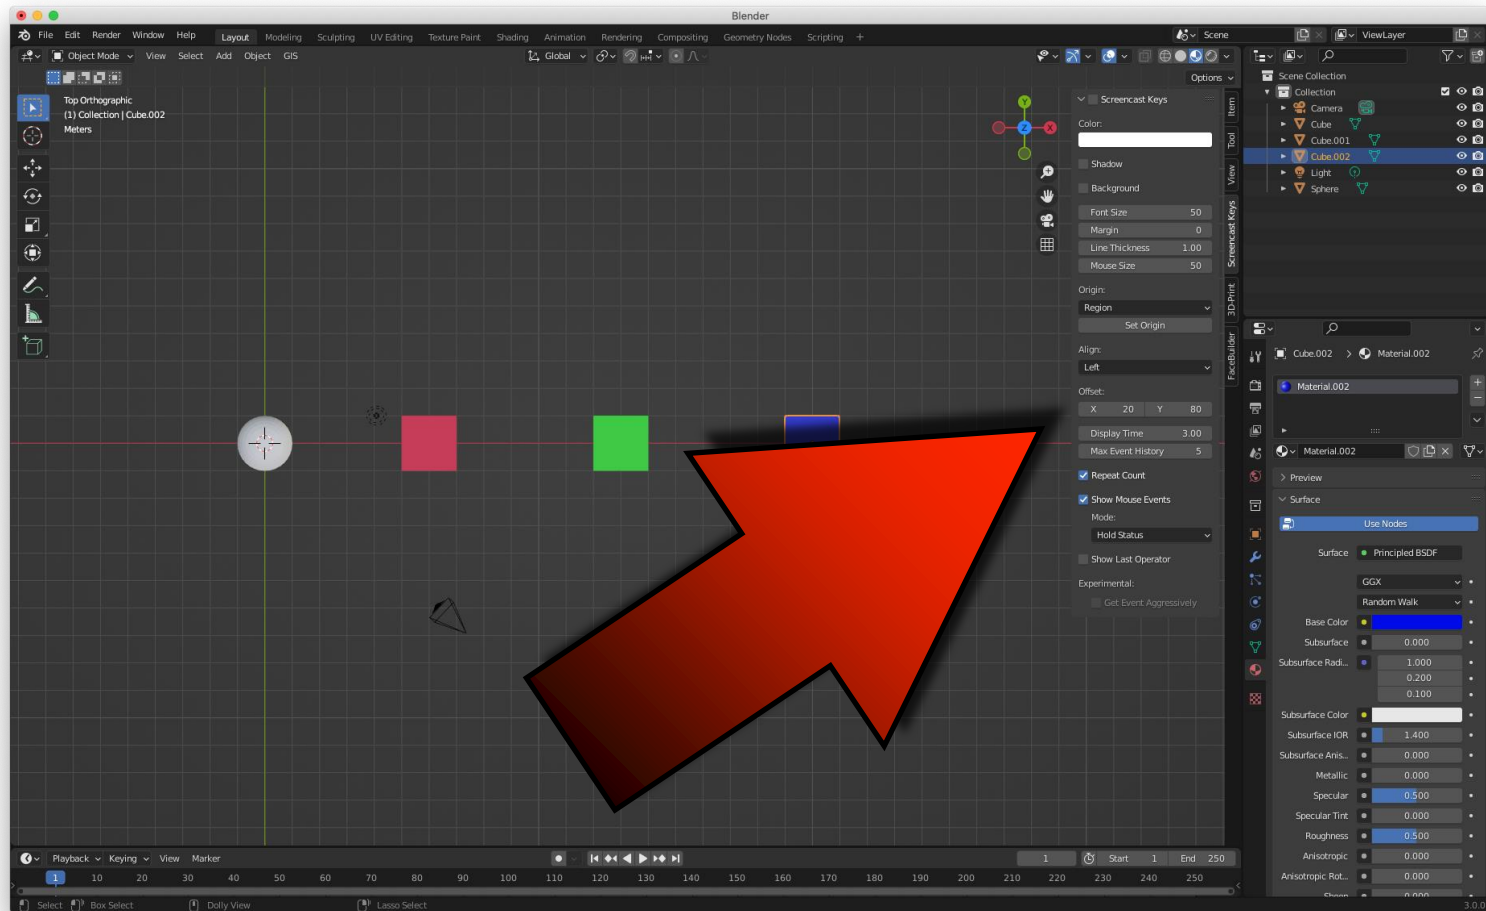 Blender
File Edit Render Window Help Layout Modeling Sculpting UV Editing Texture Paint Shading Animation Rendering Compositing Geometry Nodes Scripting + Scene ViewLayer
Object Mode View Select Add Object GIS Global
Options
Top Orthographic
(1) Collection | Cube.002
Meters
Y
Z
X
Screencast Keys
Color:
Shadow
Background
Font Size 50
Margin 0
Line Thickness 1.00
Mouse Size 50
Origin:
Region
Set Origin
Align:
Left
Offset:
X 20 Y 80
Display Time 3.00
Max Event History 5
Repeat Count
Show Mouse Events
Mode:
Hold Status
Show Last Operator
Experimental:
Get Event Aggressively
Item
Tool
View
Screencast Keys
3D-Print
FaceBuilder
Scene Collection
Collection
Camera
Cube
Cube.001
Cube.002
Light
Sphere
Cube.002 > Material.002
Material.002
Material.002
Preview
Surface
Use Nodes
Surface Principled BSDF
GGX
Random Walk
Base Color
Subsurface 0.000
Subsurface Radi... 1.000
0.200
0.100
Subsurface Color
Subsurface IOR 1.400
Subsurface Anis... 0.000
Metallic 0.000
Specular 0.500
Specular Tint 0.000
Roughness 0.500
Anisotropic 0.000
Anisotropic Rot... 0.000
Sheen 0.000
Playback Keying View Marker 1 Start 1 End 250
1 10 20 30 40 50 60 70 80 90 100 110 120 130 140 150 160 170 180 190 200 210 220 230 240 250
Select Box Select Dolly View Lasso Select 3.0.0